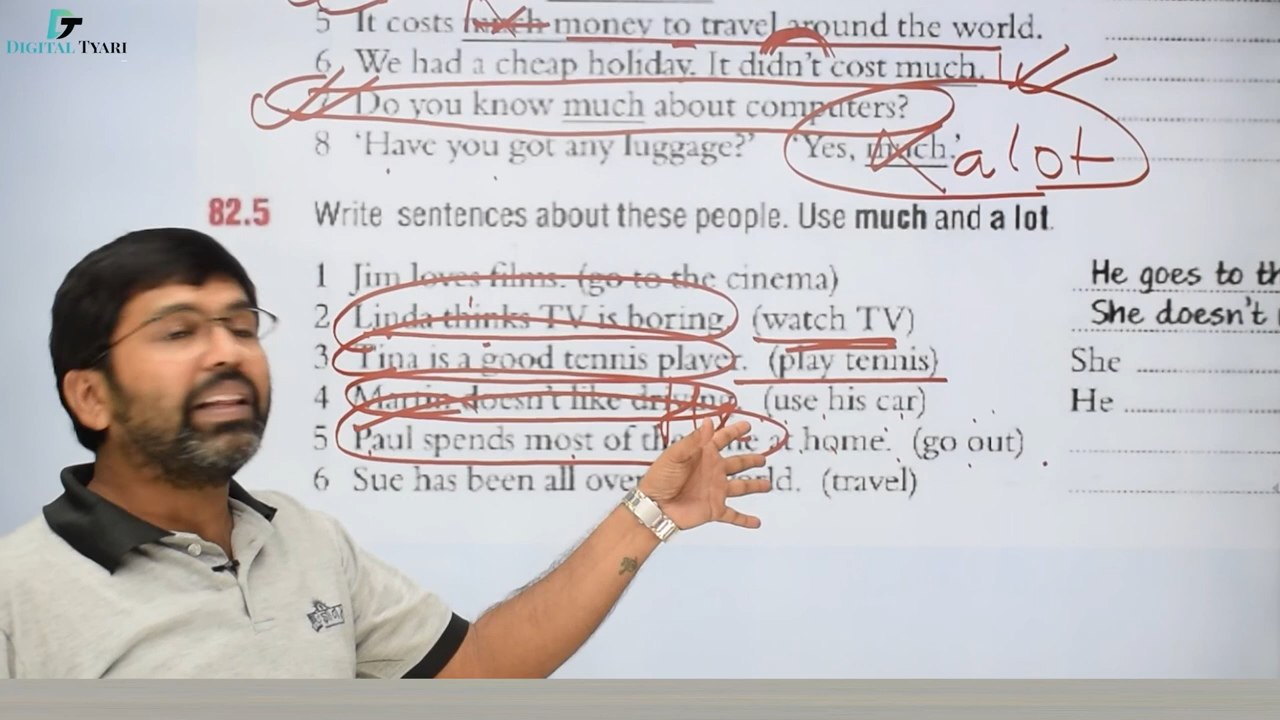 DIGITAL TYARI
5 It costs much money to travel around the world.
6 We had a cheap holiday. It didn't cost much.
7 Do you know much about computers?
8 'Have you got any luggage?' 'Yes, much.' a lot
82.5 Write sentences about these people. Use much and a lot.
1 Jim loves films. (go to the cinema) He goes to th
2 Linda thinks TV is boring. (watch TV) She doesn't
3 Tina is a good tennis player. (play tennis) She
4 Martin doesn't like driving. (use his car) He
5 Paul spends most of at home. (go out)
6 Sue has been all over (travel)